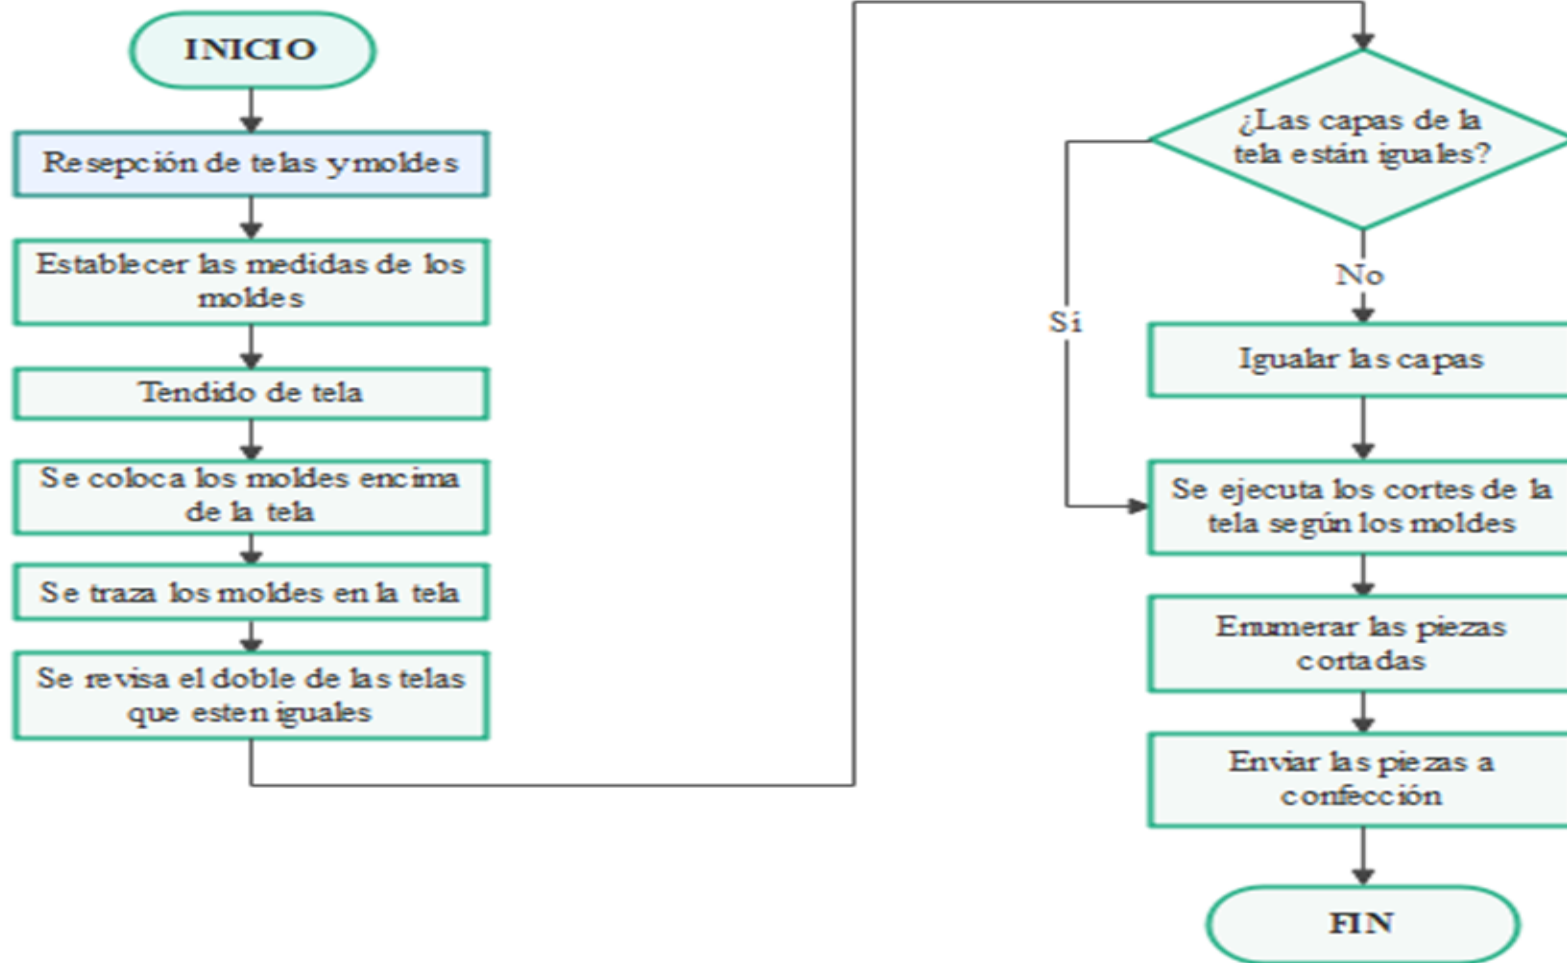 INICIO
Resepción de telas y moldes
Establecer las medidas de los
moldes
Tendido de tela
Se coloca los moldes encima
de la tela
Se traza los moldes en la tela
Se revisa el doble de las telas
que esten iguales
¿Las capas de la
tela están iguales?
No
Sí
Igualar las capas
Se ejecuta los cortes de la
tela según los moldes
Enumerar las piezas
cortadas
Enviar las piezas a
confección
FIN